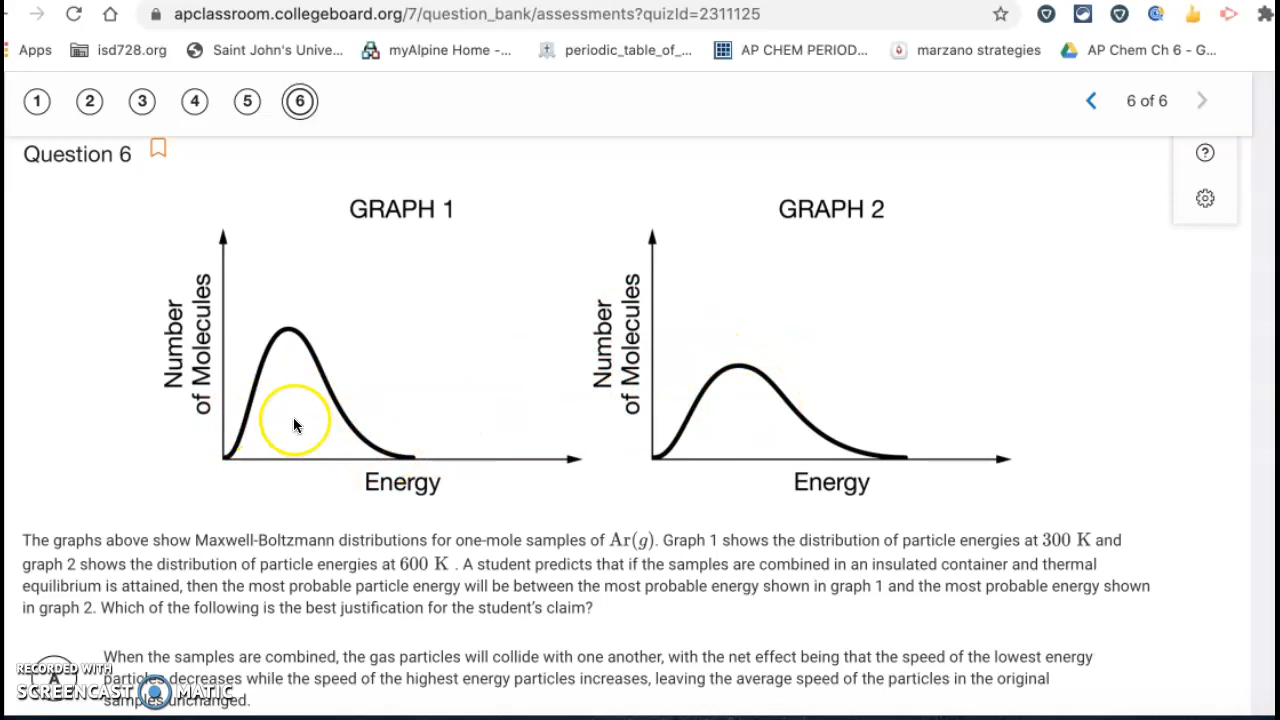 apclassroom.collegeboard.org/7/question_bank/assessments?quizId=2311125
Apps isd728.org Saint John's Unive... myAlpine Home -... periodic_table_of_... AP CHEM PERIOD... marzano strategies AP Chem Ch 6 - G...
1 2 3 4 5 6 6 of 6
Question 6
GRAPH 1
GRAPH 2
Number
of Molecules
Energy
Number
of Molecules
Energy
The graphs above show Maxwell-Boltzmann distributions for one-mole samples of Ar(g). Graph 1 shows the distribution of particle energies at 300 K and
graph 2 shows the distribution of particle energies at 600 K . A student predicts that if the samples are combined in an insulated container and thermal
equilibrium is attained, then the most probable particle energy will be between the most probable energy shown in graph 1 and the most probable energy shown
in graph 2. Which of the following is the best justification for the student's claim?
A
When the samples are combined, the gas particles will collide with one another, with the net effect being that the speed of the lowest energy
particles decreases while the speed of the highest energy particles increases, leaving the average speed of the particles in the original
samples unchanged.
RECORDED WITH
SCREENCAST MATIC